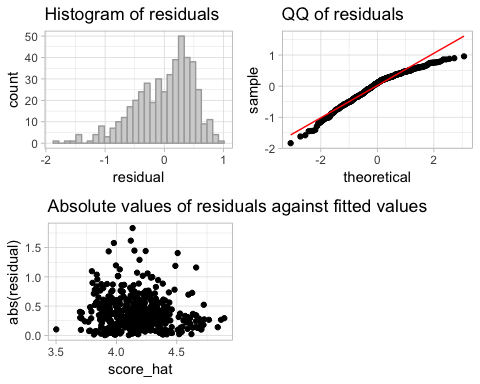 Histogram of residuals
count
50
40
30
20
10
0
-2
-1
0
1
residual
QQ of residuals
sample
1
0
-1
-2
-2
0
2
theoretical
Absolute values of residuals against fitted values
abs(residual)
1.5
1.0
0.5
0.0
3.5
4.0
4.5
score_hat